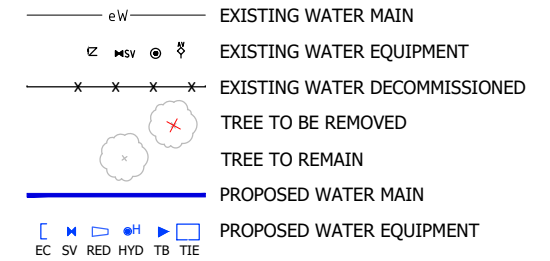 eW EXISTING WATER MAIN
SV AV EXISTING WATER EQUIPMENT
X X X X EXISTING WATER DECOMMISSIONED
TREE TO BE REMOVED
TREE TO REMAIN
PROPOSED WATER MAIN
H PROPOSED WATER EQUIPMENT
EC SV RED HYD TB TIE